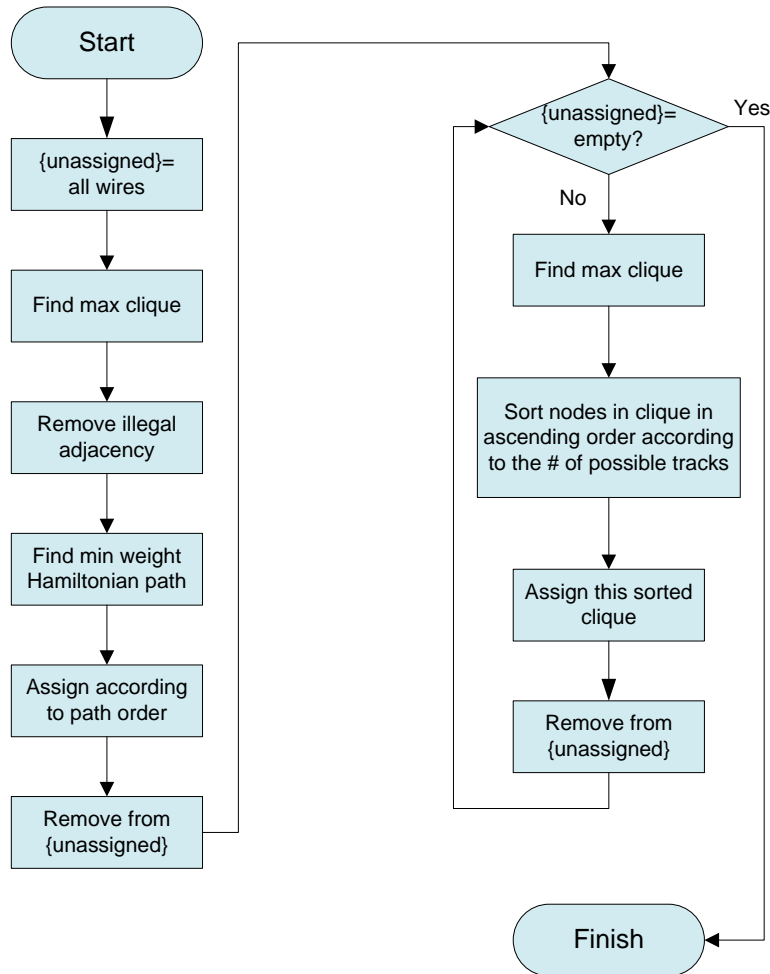 Start
{unassigned}=
all wires
Find max clique
Remove illegal
adjacency
Find min weight
Hamiltonian path
Assign according
to path order
Remove from
{unassigned}
{unassigned}=
empty?
Yes
No
Find max clique
Sort nodes in clique in
ascending order according
to the # of possible tracks
Assign this sorted
clique
Remove from
{unassigned}
Finish